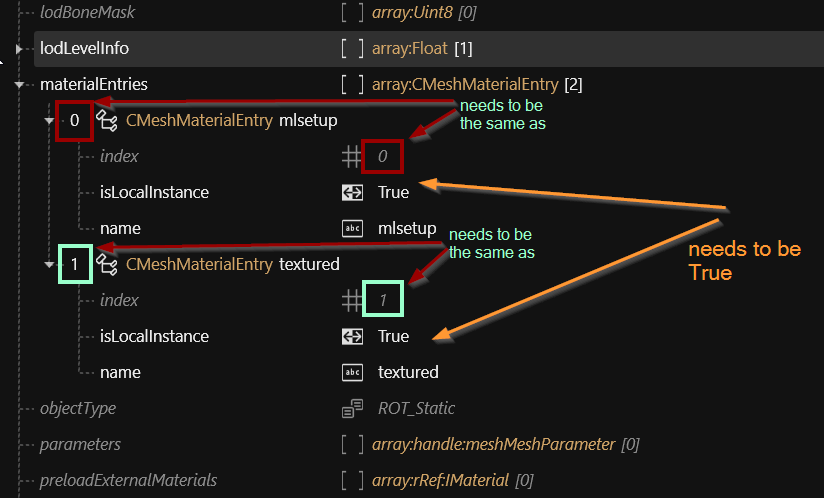 lodBoneMask [ ] array:Uint8 [0]
lodLevelInfo [ ] array:Float [1]
materialEntries [ ] array:CMeshMaterialEntry [2]
0 CMeshMaterialEntry mlsetup
needs to be
the same as
index 0
isLocalInstance True
name abc mlsetup
needs to be
the same as
needs to be
True
1 CMeshMaterialEntry textured
index 1
isLocalInstance True
name abc textured
objectType ROT_Static
parameters [ ] array:handle:meshMeshParameter [0]
preloadExternalMaterials [ ] array:rRef:IMaterial [0]